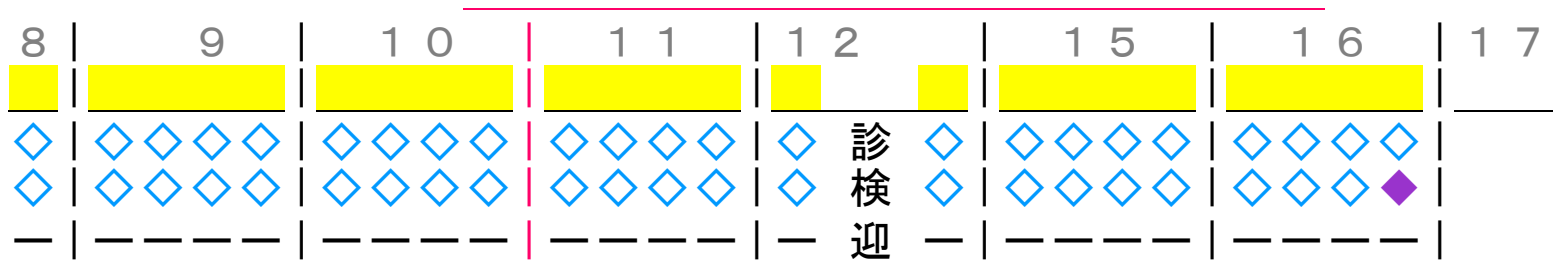 8 | 9 | 10 | 11 | 12 | 15 | 16 | 17
◇ | ◇◇◇◇ | ◇◇◇◇ | ◇◇◇◇ | ◇ 診 ◇ | ◇◇◇◇ | ◇◇◇◇ |
◇ | ◇◇◇◇ | ◇◇◇◇ | ◇◇◇◇ | ◇ 検 ◇ | ◇◇◇◇ | ◇◇◇◆ |
― | ―――― | ―――― | ―――― | ― 迎 ― | ―――― | ―――― |